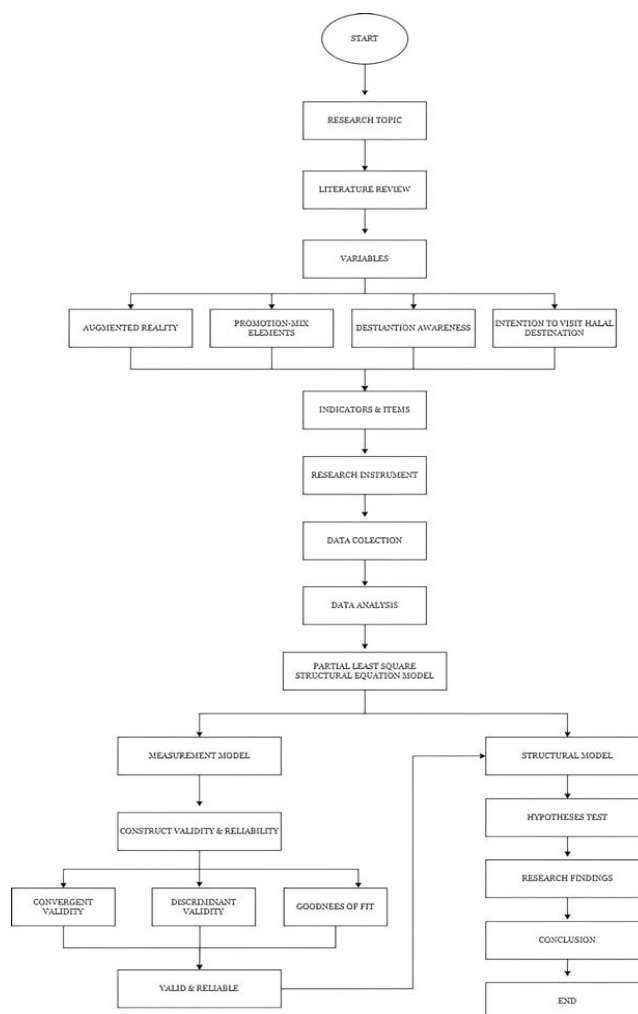 START
RESEARCH TOPIC
LITERATURE REVIEW
VARIABLES
AUGMENTED REALITY
PROMOTION-MIX
ELEMENTS
DESTIANTION AWARENESS
INTENTION TO VISIT HALAL
DESTINATION
INDICATORS & ITEMS
RESEARCH INSTRUMENT
DATA COLECTION
DATA ANALYSIS
PARTIAL LEAST SQUARE
STRUCTURAL EQUATION MODEL
MEASUREMENT MODEL
STRUCTURAL MODEL
CONSTRUCT VALIDITY & RELIABILITY
HYPOTHESES TEST
CONVERGENT
VALIDITY
DISCRIMINANT
VALIDITY
GOODNEES OF FIT
RESEARCH FINDINGS
CONCLUSION
VALID & RELIABLE
END